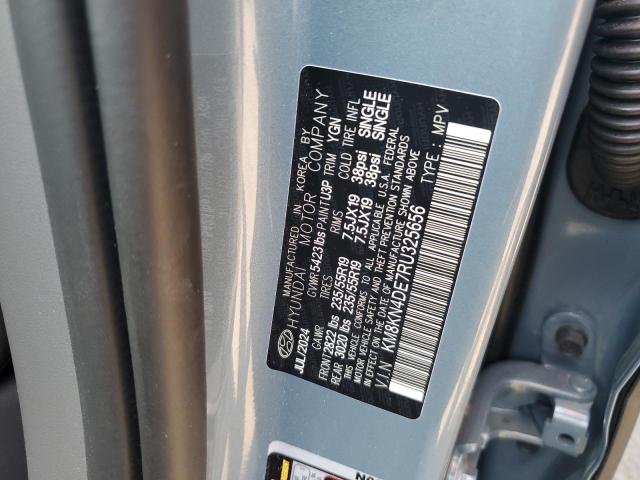 MANUFACTURED IN KOREA BY
HYUNDAI MOTOR COMPANY
JUL/2024 GVWR 5423 lbs PAINT U3P TRIM YGN
GAWR TIRES RIMS COLD TIRE INFL
FRONT 2822 lbs 235/55R19 7.5JX19 38psi SINGLE
REAR 3020 lbs 235/55R19 7.5JX19 38psi SINGLE
THIS VEHICLE CONFORMS TO ALL APPLICABLE U.S.A. FEDERAL
MOTOR VEHICLE SAFETY AND THEFT PREVENTION STANDARDS
IN EFFECT ON THE DATE OF MANUFACTURE SHOWN ABOVE
V.I.N KM8KN4DE7RU325656 TYPE : MPV